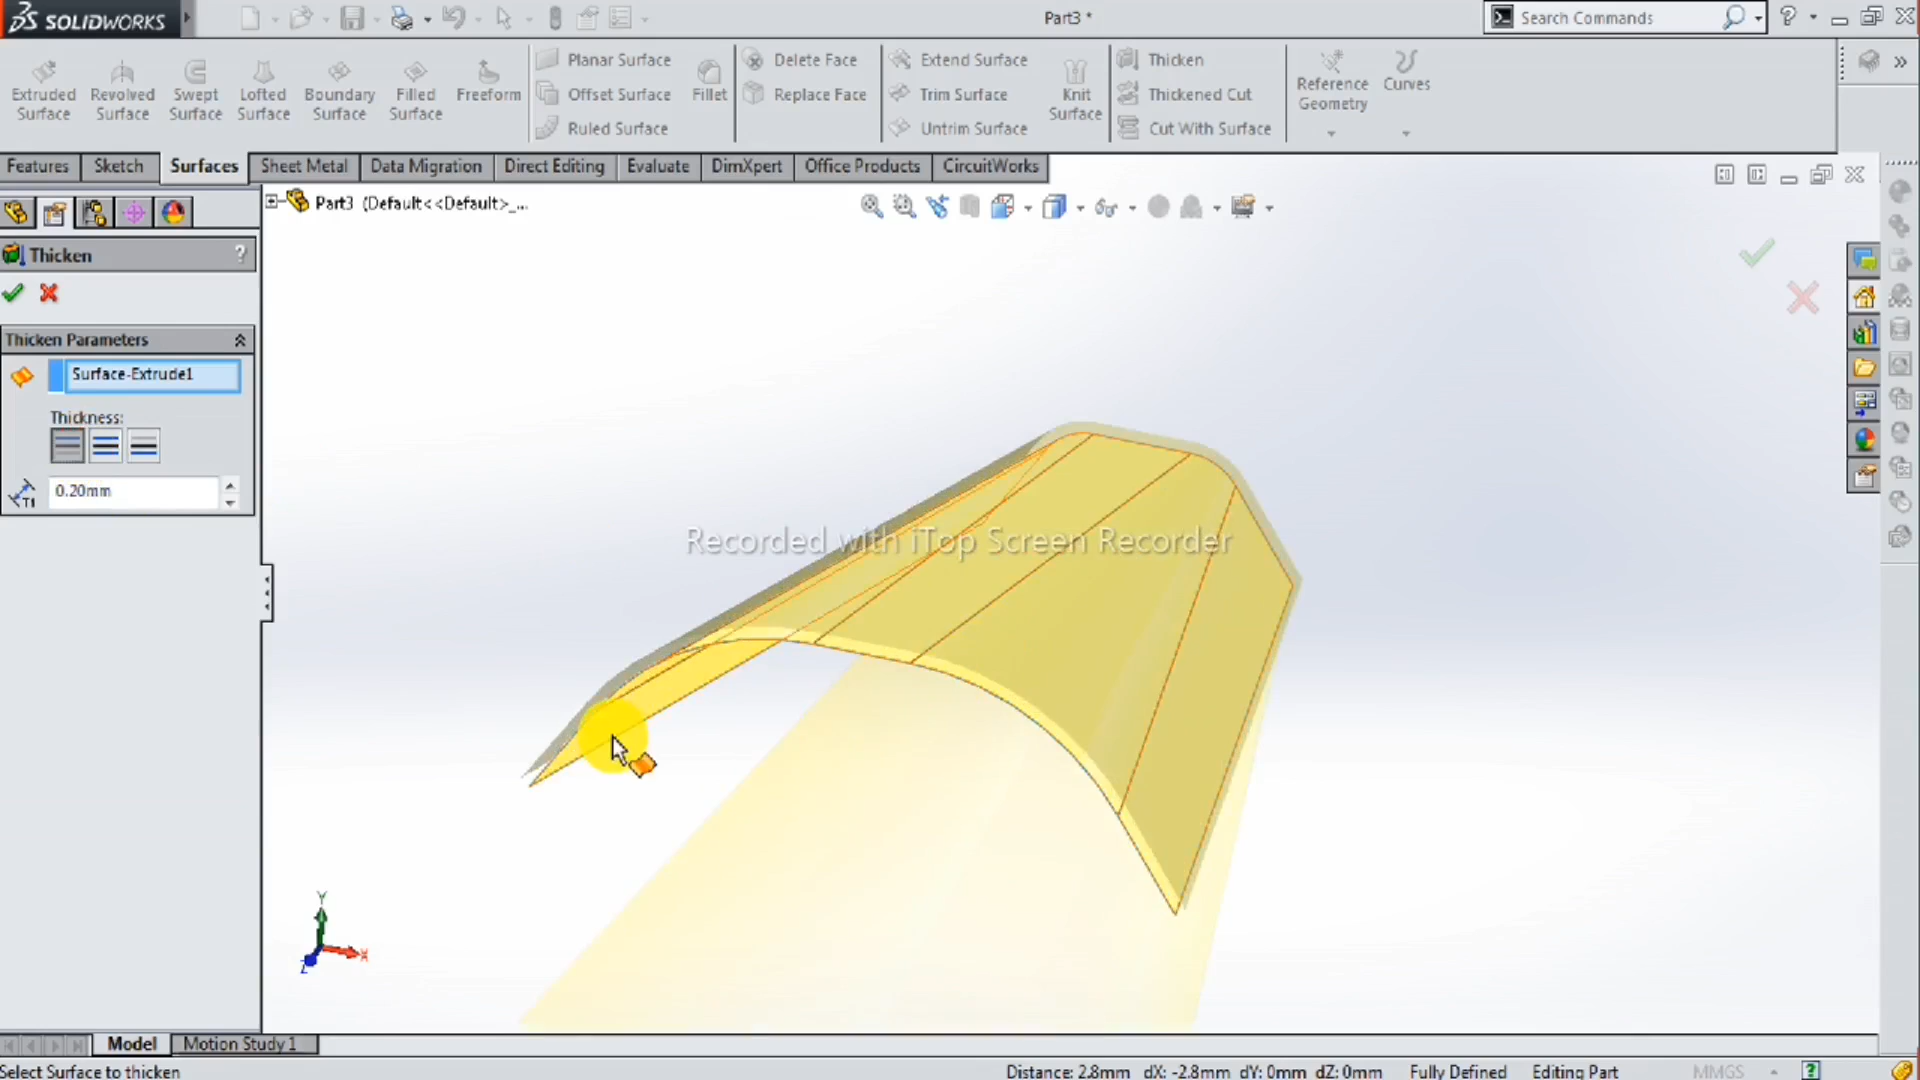 SOLIDWORKS
Part3 *
Search Commands
Extruded Surface
Revolved Surface
Swept Surface
Lofted Surface
Boundary Surface
Filled Surface
Freeform
Planar Surface
Offset Surface
Ruled Surface
Fillet
Delete Face
Replace Face
Extend Surface
Trim Surface
Untrim Surface
Knit Surface
Thicken
Thickened Cut
Cut With Surface
Reference Geometry
Curves
Features
Sketch
Surfaces
Sheet Metal
Data Migration
Direct Editing
Evaluate
DimXpert
Office Products
CircuitWorks
Part3 (Default<<Default>_...
Thicken
?
Thicken Parameters
Surface-Extrude1
Thickness:
T1
0.20mm
Recorded with iTop Screen Recorder
Y
X
Z
Model
Motion Study 1
Select Surface to thicken
Distance: 2.8mm dX: -2.8mm dY: 0mm dZ: 0mm
Fully Defined
Editing Part
MMGS
?